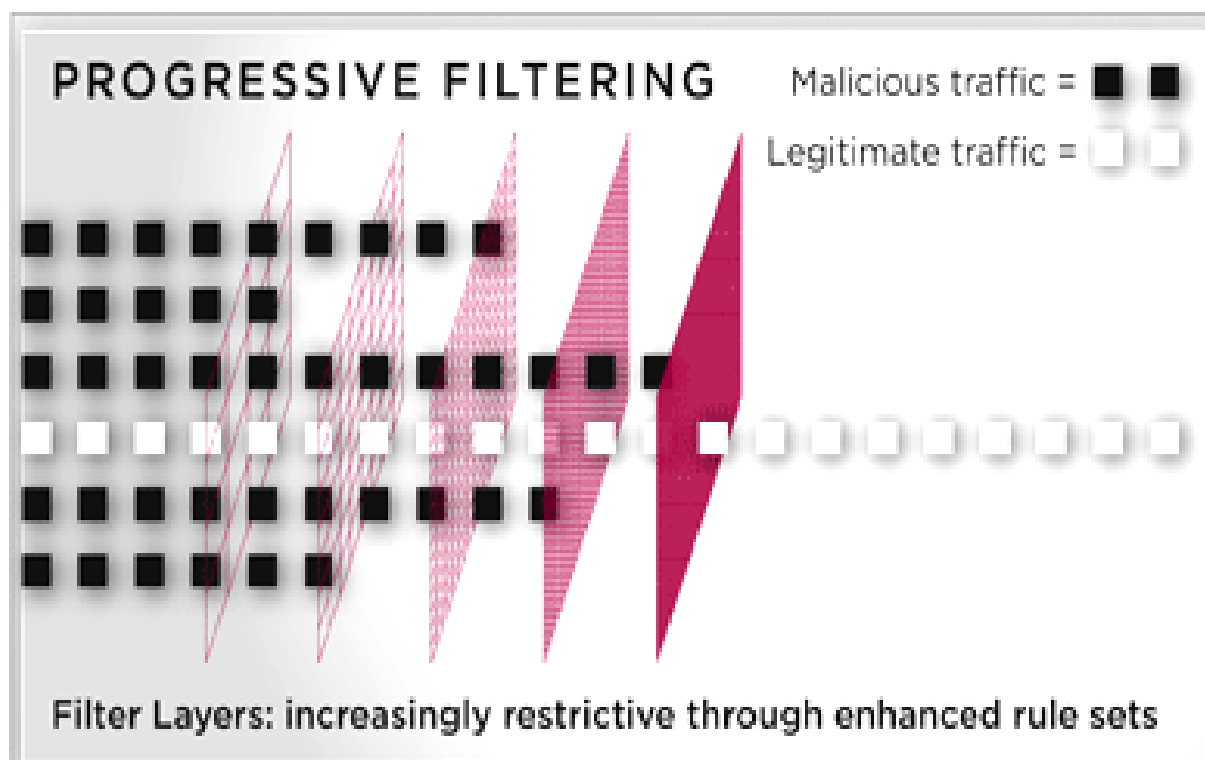 PROGRESSIVE FILTERING
Malicious traffic =
Legitimate traffic =
Filter Layers: increasingly restrictive through enhanced rule sets